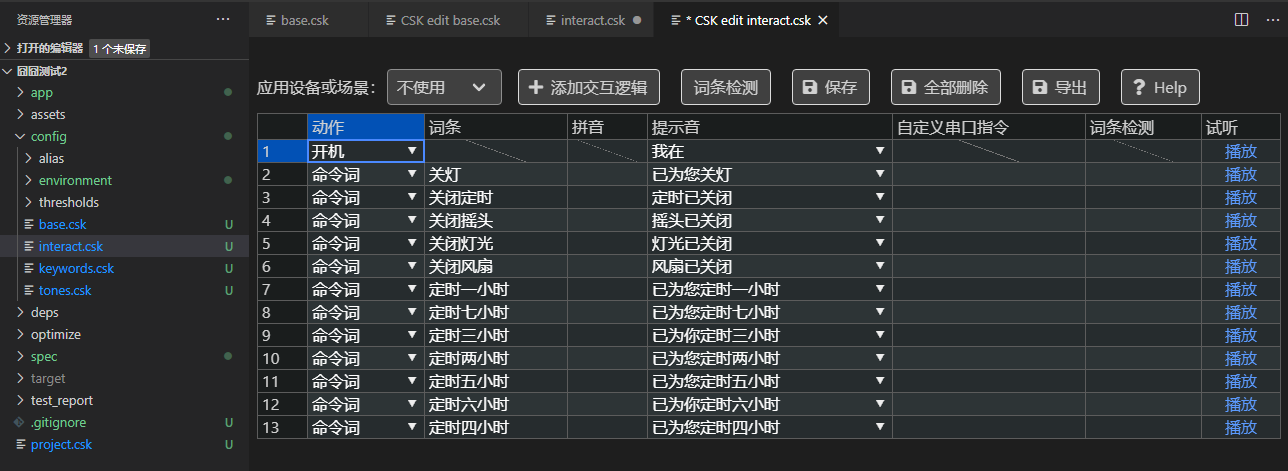 资源管理器 ···
打开的编辑器 1 个未保存
囧囧测试2
app
assets
config
alias
environment
thresholds
base.csk U
interact.csk U
keywords.csk U
tones.csk U
deps
optimize
spec
target
test_report
.gitignore U
project.csk U
base.csk CSK edit base.csk interact.csk * CSK edit interact.csk
应用设备或场景： 不使用 添加交互逻辑 词条检测 保存 全部删除 导出 ? Help
动作 词条 拼音 提示音 自定义串口指令 词条检测 试听
1 开机 我在 播放
2 命令词 关灯 已为您关灯 播放
3 命令词 关闭定时 定时已关闭 播放
4 命令词 关闭摇头 摇头已关闭 播放
5 命令词 关闭灯光 灯光已关闭 播放
6 命令词 关闭风扇 风扇已关闭 播放
7 命令词 定时一小时 已为您定时一小时 播放
8 命令词 定时七小时 已为您定时七小时 播放
9 命令词 定时三小时 已为你定时三小时 播放
10 命令词 定时两小时 已为您定时两小时 播放
11 命令词 定时五小时 已为您定时五小时 播放
12 命令词 定时六小时 已为你定时六小时 播放
13 命令词 定时四小时 已为您定时四小时 播放